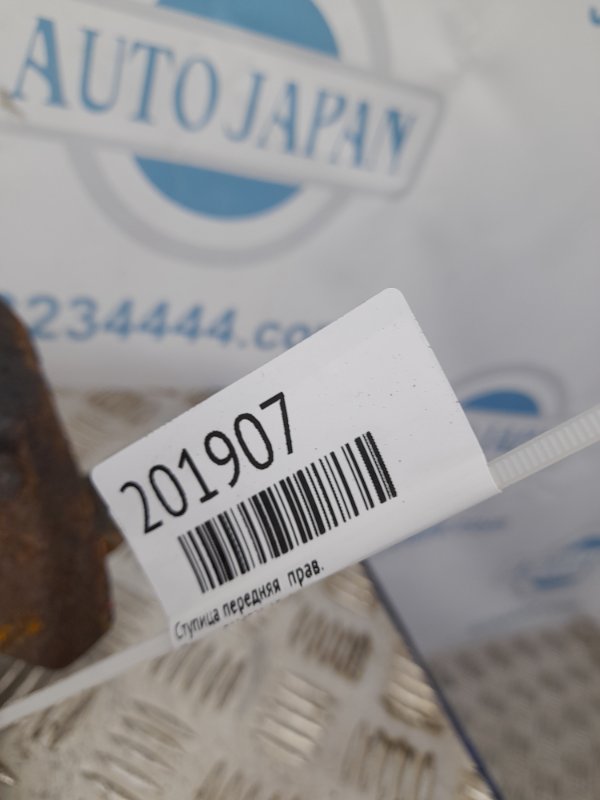 AUTO JAPAN
234444.co
201907
Ступица передняя прав.